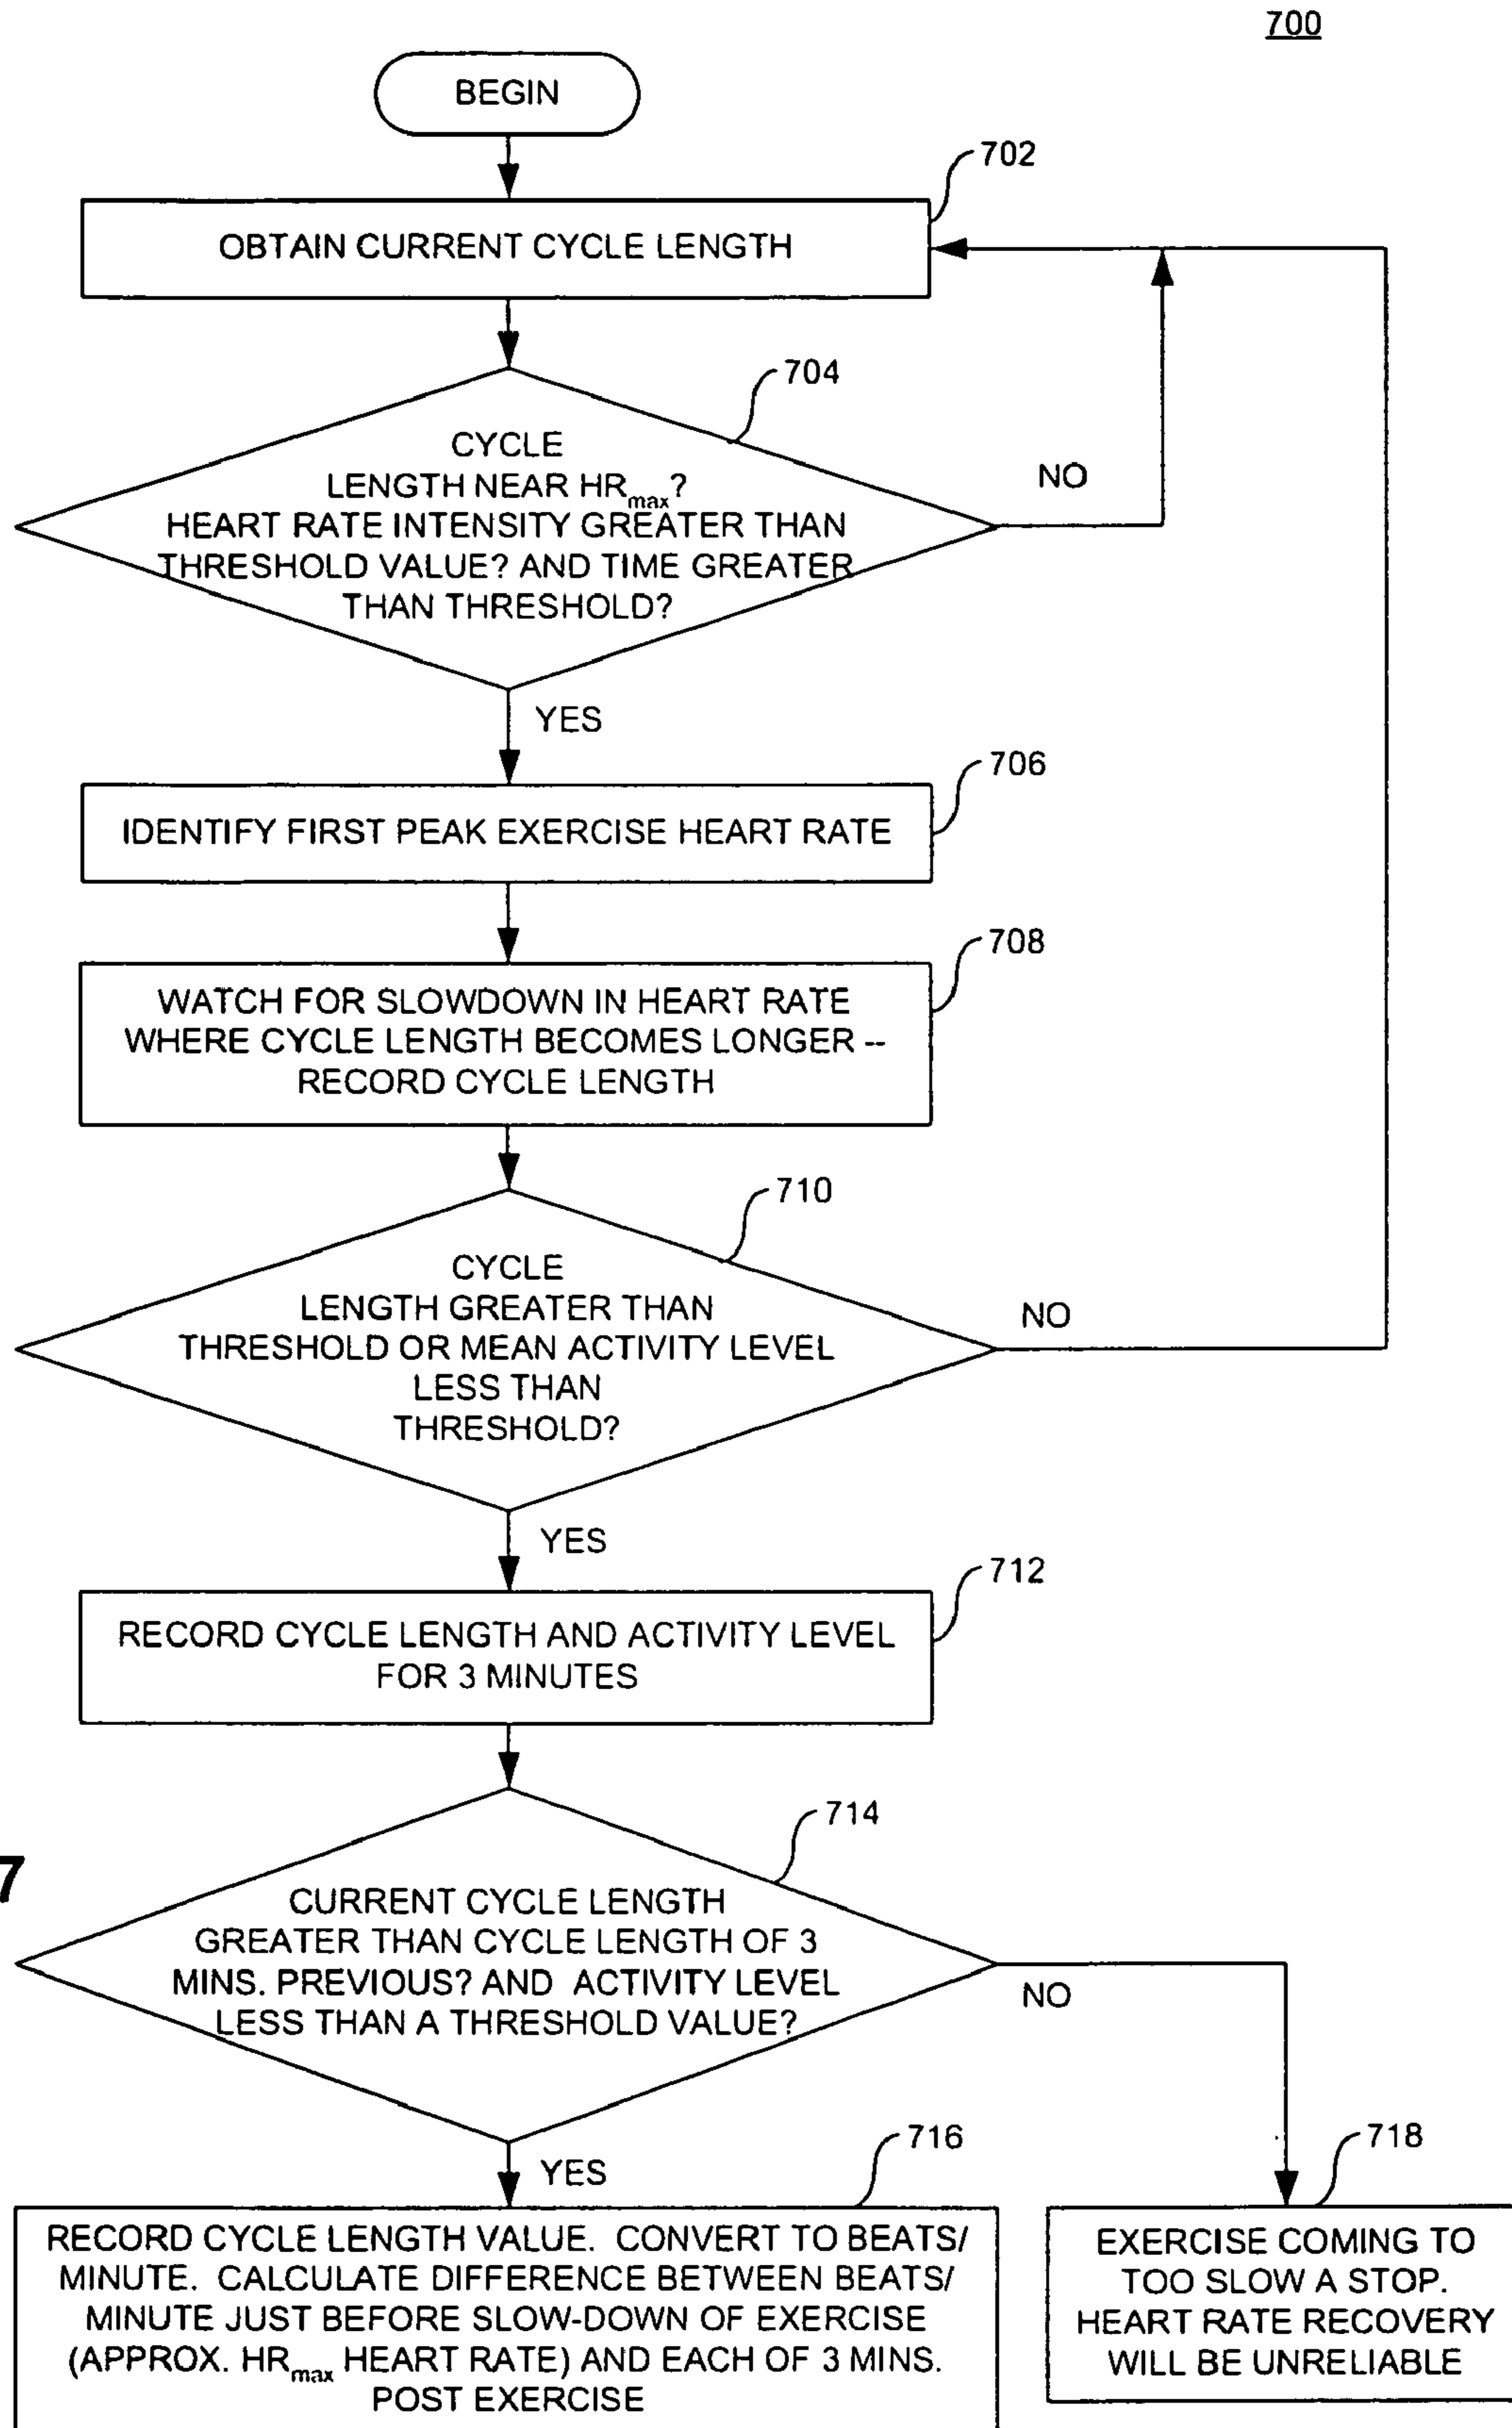 700
BEGIN
702
OBTAIN CURRENT CYCLE LENGTH
704
CYCLE
LENGTH NEAR HRmax?
HEART RATE INTENSITY GREATER THAN
THRESHOLD VALUE? AND TIME GREATER
THAN THRESHOLD?
NO
YES
706
IDENTIFY FIRST PEAK EXERCISE HEART RATE
708
WATCH FOR SLOWDOWN IN HEART RATE
WHERE CYCLE LENGTH BECOMES LONGER --
RECORD CYCLE LENGTH
710
CYCLE
LENGTH GREATER THAN
THRESHOLD OR MEAN ACTIVITY LEVEL
LESS THAN
THRESHOLD?
NO
YES
712
RECORD CYCLE LENGTH AND ACTIVITY LEVEL
FOR 3 MINUTES
714
7
CURRENT CYCLE LENGTH
GREATER THAN CYCLE LENGTH OF 3
MINS. PREVIOUS? AND ACTIVITY LEVEL
LESS THAN A THRESHOLD VALUE?
NO
YES
716
RECORD CYCLE LENGTH VALUE. CONVERT TO BEATS/
MINUTE. CALCULATE DIFFERENCE BETWEEN BEATS/
MINUTE JUST BEFORE SLOW-DOWN OF EXERCISE
(APPROX. HRmax HEART RATE) AND EACH OF 3 MINS.
POST EXERCISE
718
EXERCISE COMING TO
TOO SLOW A STOP.
HEART RATE RECOVERY
WILL BE UNRELIABLE